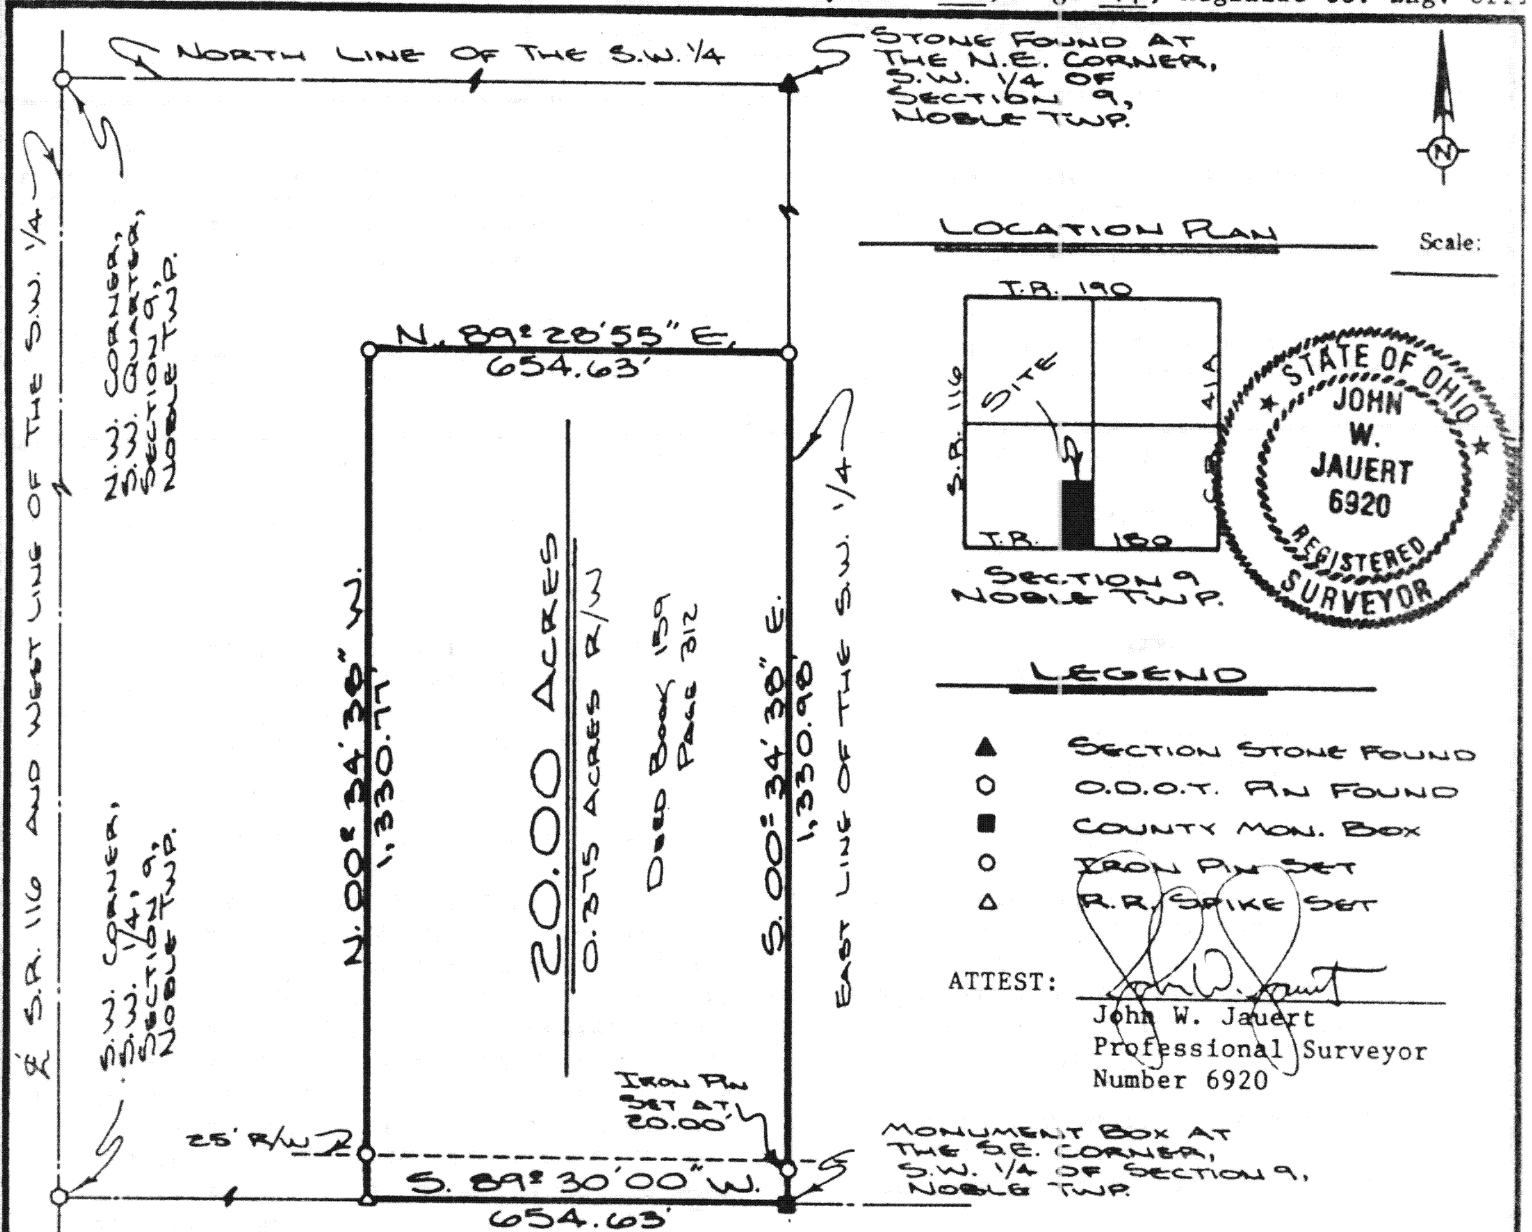 NORTH LINE OF THE S.W. 1/4
STONE FOUND AT
THE N.E. CORNER,
S.W. 1/4 OF
SECTION 9,
NOBLE TWP.
N
Scale:
℄ S.R. 116 AND WEST LINE OF THE S.W. 1/4
N.W. CORNER,
S.W. QUARTER,
SECTION 9,
NOBLE TWP.
LOCATION PLAN
T.R. 190
S.R. 116
SITE
C.R. 41A
T.R. 180
SECTION 9
NOBLE TWP.
STATE OF OHIO
JOHN
W.
JAUERT
6920
REGISTERED
SURVEYOR
N. 89° 28' 55" E.
654.63'
N. 00° 34' 38" W.
1,330.77'
20.00 ACRES
0.375 ACRES R/W
DEED BOOK 159
PAGE 312
S. 00° 34' 38" E.
1,330.98'
EAST LINE OF THE S.W. 1/4
LEGEND
SECTION STONE FOUND
O.D.O.T. PIN FOUND
COUNTY MON. BOX
IRON PIN SET
R.R. SPIKE SET
ATTEST:
John W. Jauert
John W. Jauert
Professional Surveyor
Number 6920
S.W. CORNER,
S.W. 1/4,
SECTION 9,
NOBLE TWP.
IRON PIN
SET AT
20.00'
25' R/W
MONUMENT BOX AT
THE S.E. CORNER,
S.W. 1/4 OF SECTION 9,
NOBLE TWP.
S. 89° 30' 00" W.
654.63'